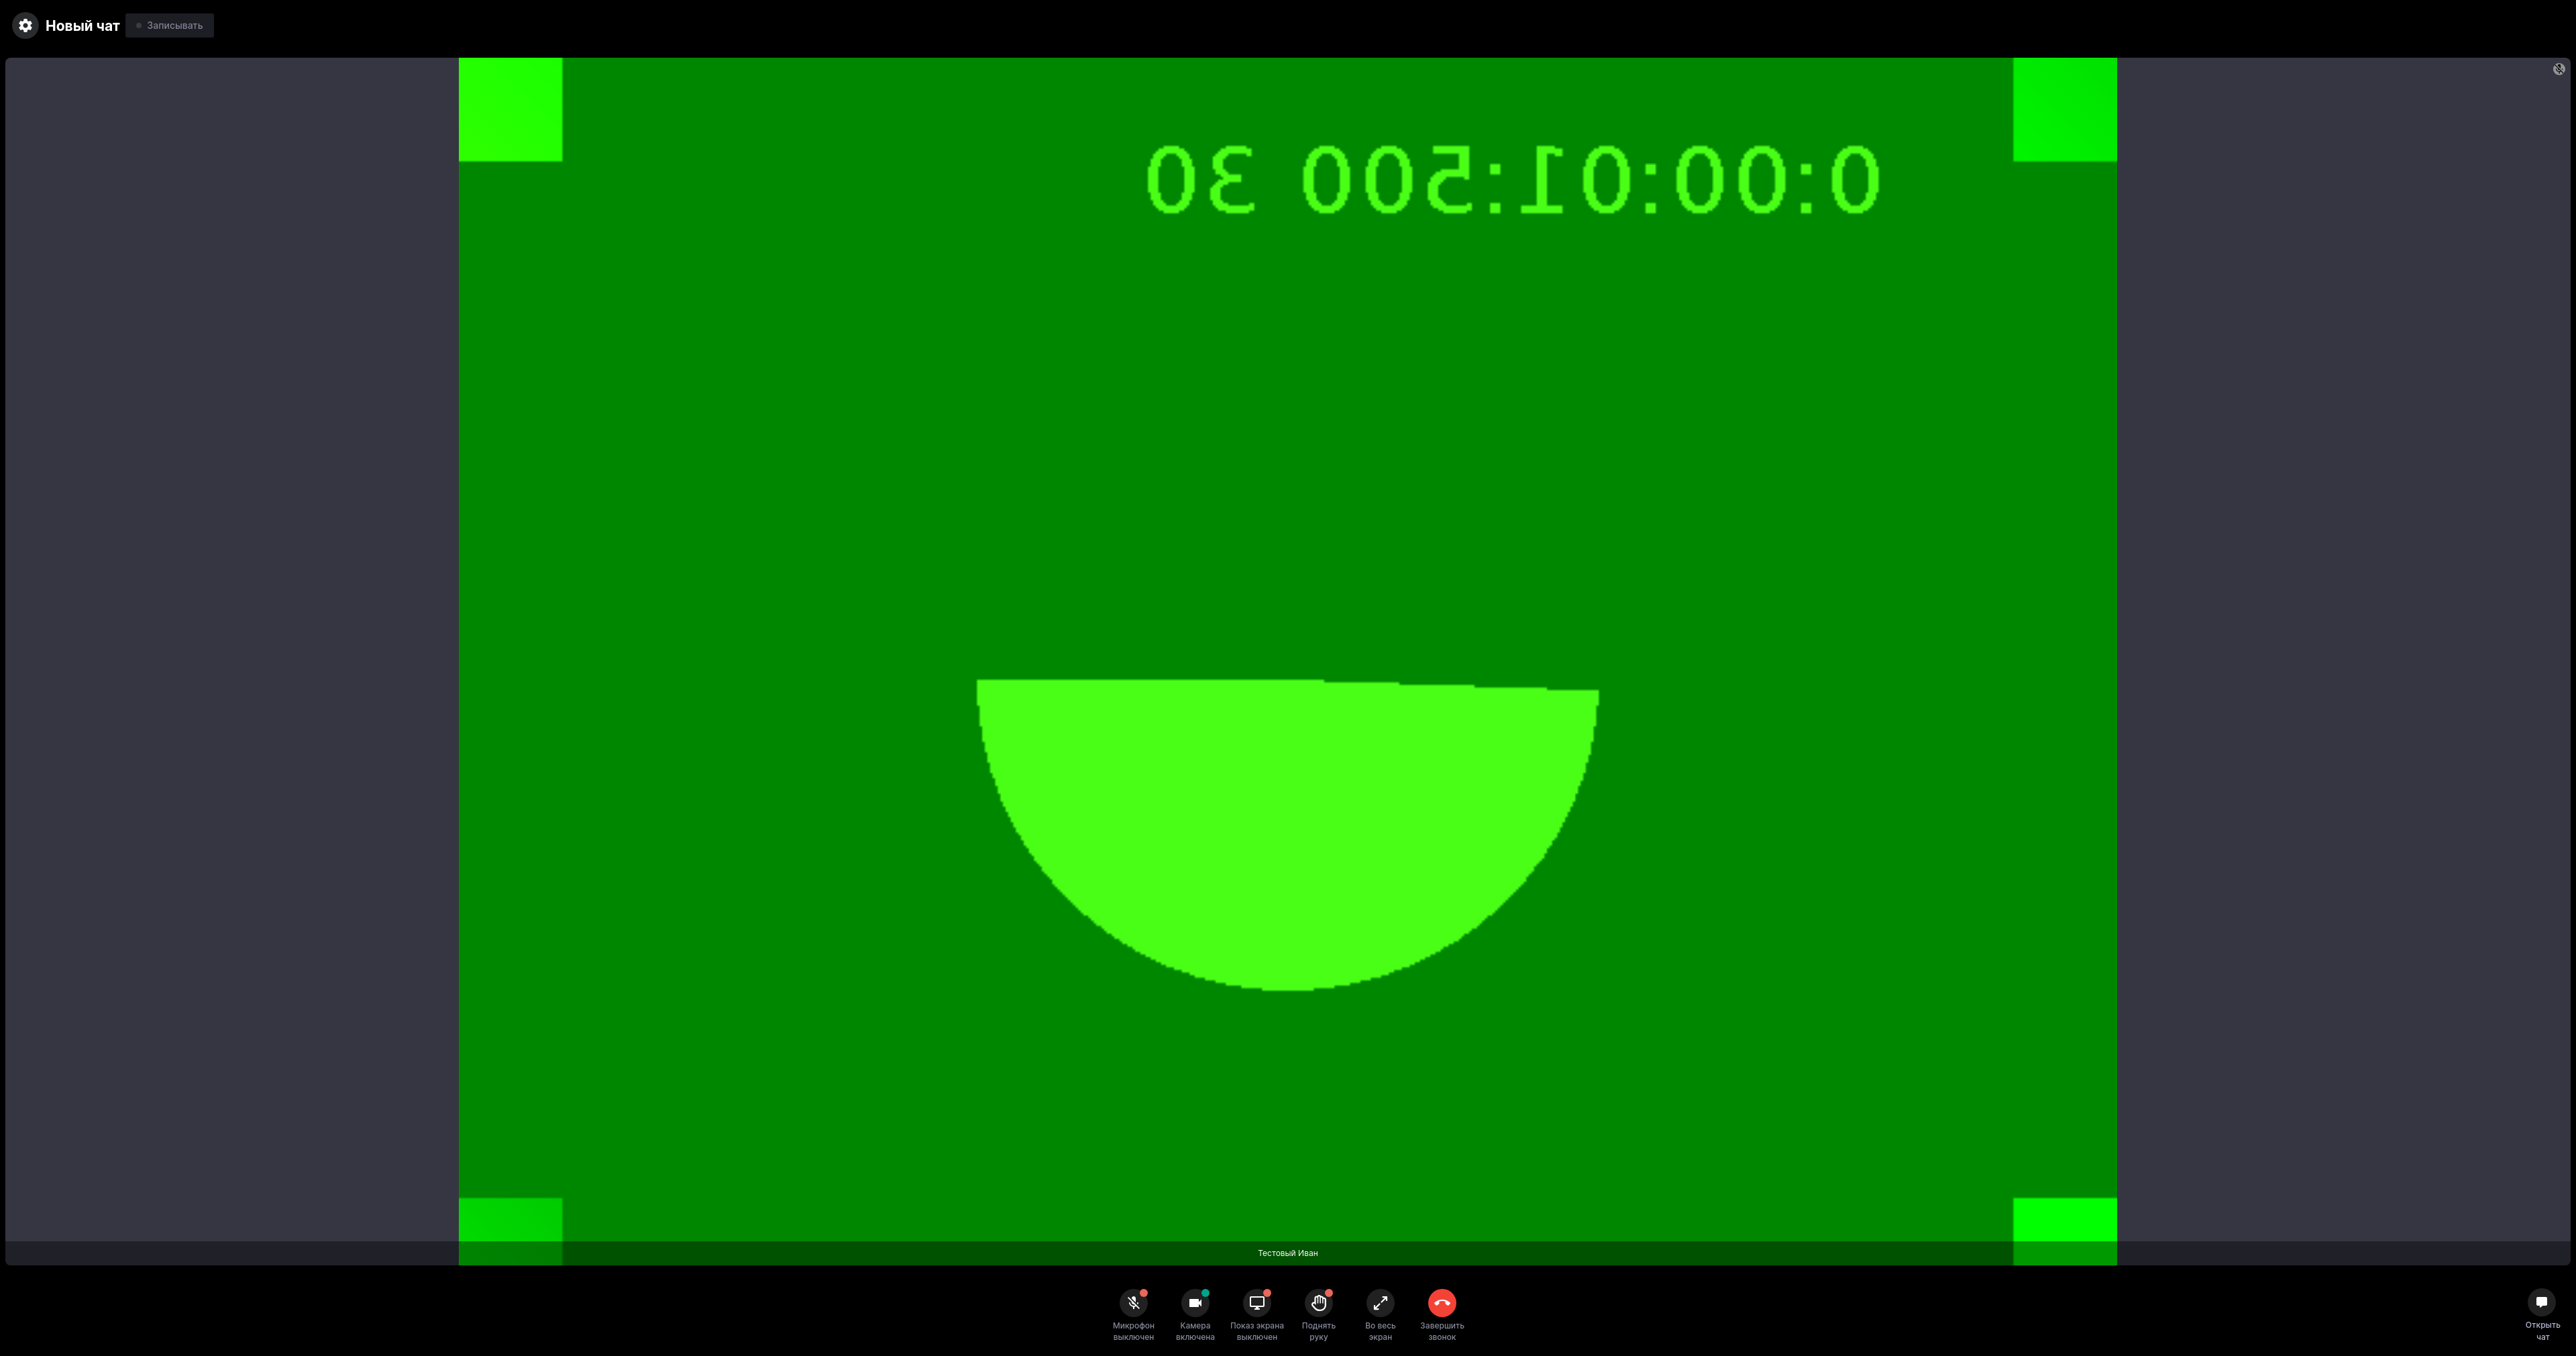 Новый чат
Записывать
0:00:01:500 30
Тестовый Иван
Микрофон выключен
Камера включена
Показ экрана выключен
Поднять руку
Во весь экран
Завершить звонок
Открыть чат